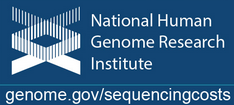 National Human
Genome Research
Institute
genome.gov/sequencingcosts